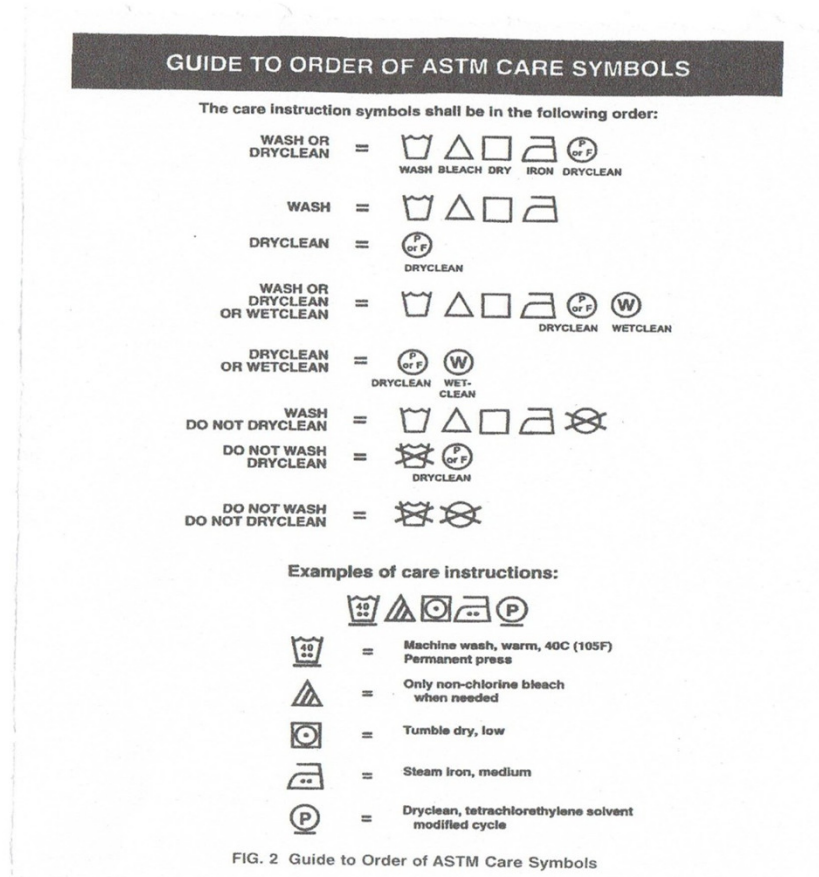 GUIDE TO ORDER OF ASTM CARE SYMBOLS
The care instruction symbols shall be in the following order:
WASH OR
DRYCLEAN = P or F
WASH BLEACH DRY IRON DRYCLEAN
WASH =
DRYCLEAN = P or F
DRYCLEAN
WASH OR
DRYCLEAN
OR WETCLEAN = P or F W
DRYCLEAN WETCLEAN
DRYCLEAN
OR WETCLEAN = P or F W
DRYCLEAN WET-
CLEAN
WASH
DO NOT DRYCLEAN =
DO NOT WASH
DRYCLEAN = P or F
DRYCLEAN
DO NOT WASH
DO NOT DRYCLEAN =
Examples of care instructions:
40 P
40 = Machine wash, warm, 40C (105F)
Permanent press
= Only non-chlorine bleach
when needed
= Tumble dry, low
= Steam iron, medium
P = Dryclean, tetrachlorethylene solvent
modified cycle
FIG. 2 Guide to Order of ASTM Care Symbols